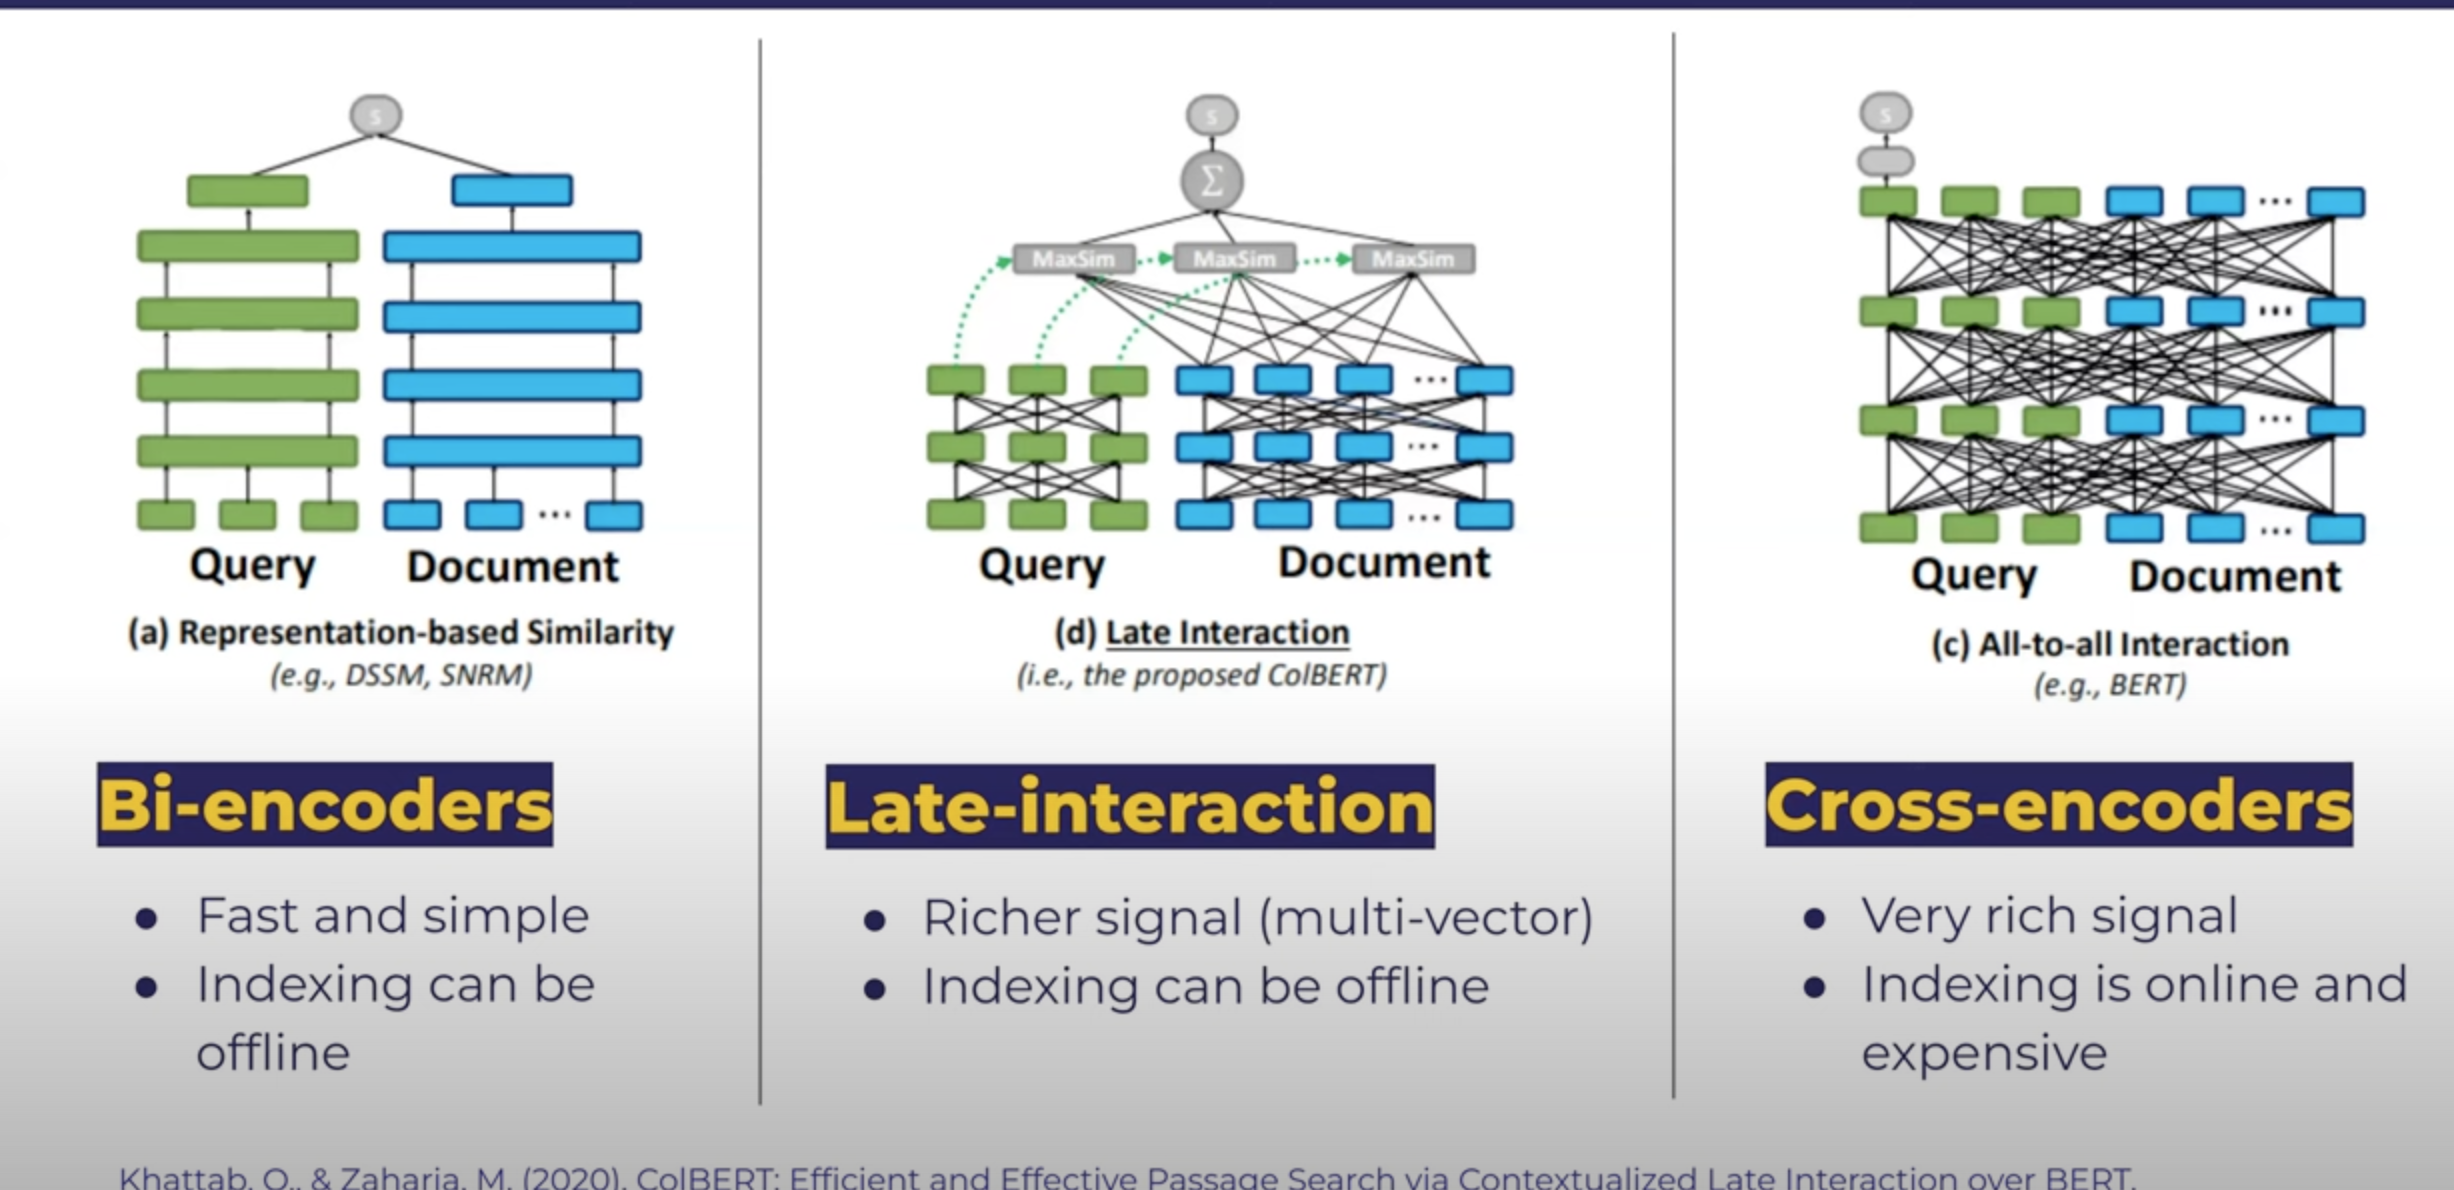 s
Query Document
(a) Representation-based Similarity
(e.g., DSSM, SNRM)
Bi-encoders
● Fast and simple
● Indexing can be
offline
s
Σ
MaxSim MaxSim MaxSim
...
...
...
Query Document
(d) Late Interaction
(i.e., the proposed ColBERT)
Late-interaction
● Richer signal (multi-vector)
● Indexing can be offline
s
...
...
...
...
Query Document
(c) All-to-all Interaction
(e.g., BERT)
Cross-encoders
● Very rich signal
● Indexing is online and
expensive
Khattab, O., & Zaharia, M. (2020). ColBERT: Efficient and Effective Passage Search via Contextualized Late Interaction over BERT.